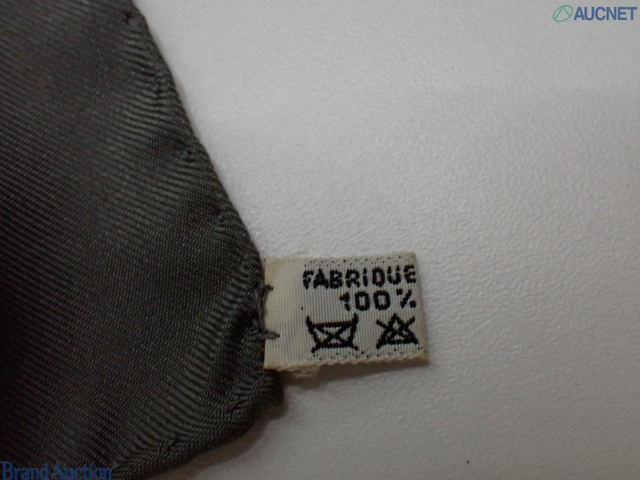 AUCNET
FABRIQUE
100%
Brand Auction